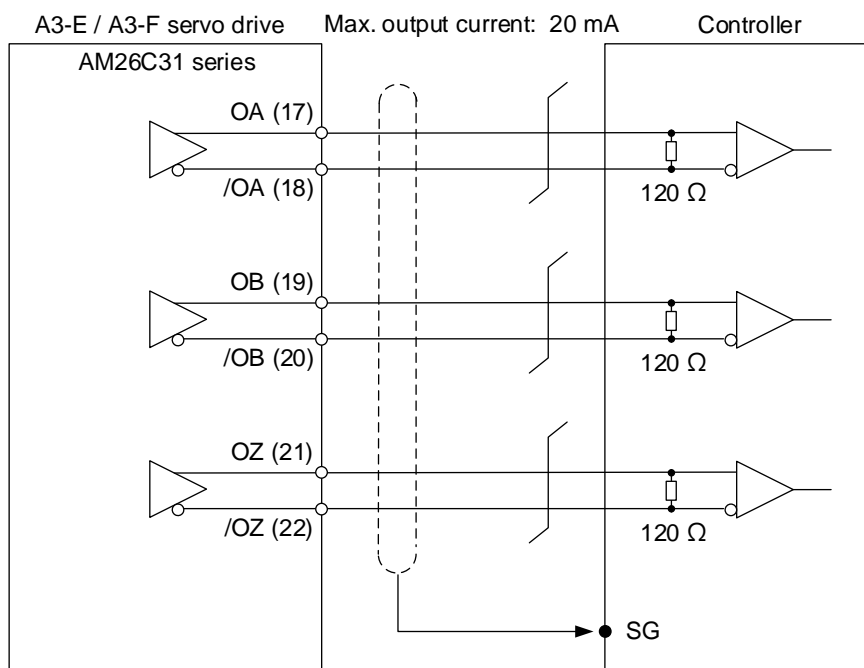 A3-E / A3-F servo drive
Max. output current: 20 mA
Controller
AM26C31 series
OA (17)
/OA (18)
120 Ω
OB (19)
/OB (20)
120 Ω
OZ (21)
/OZ (22)
120 Ω
SG